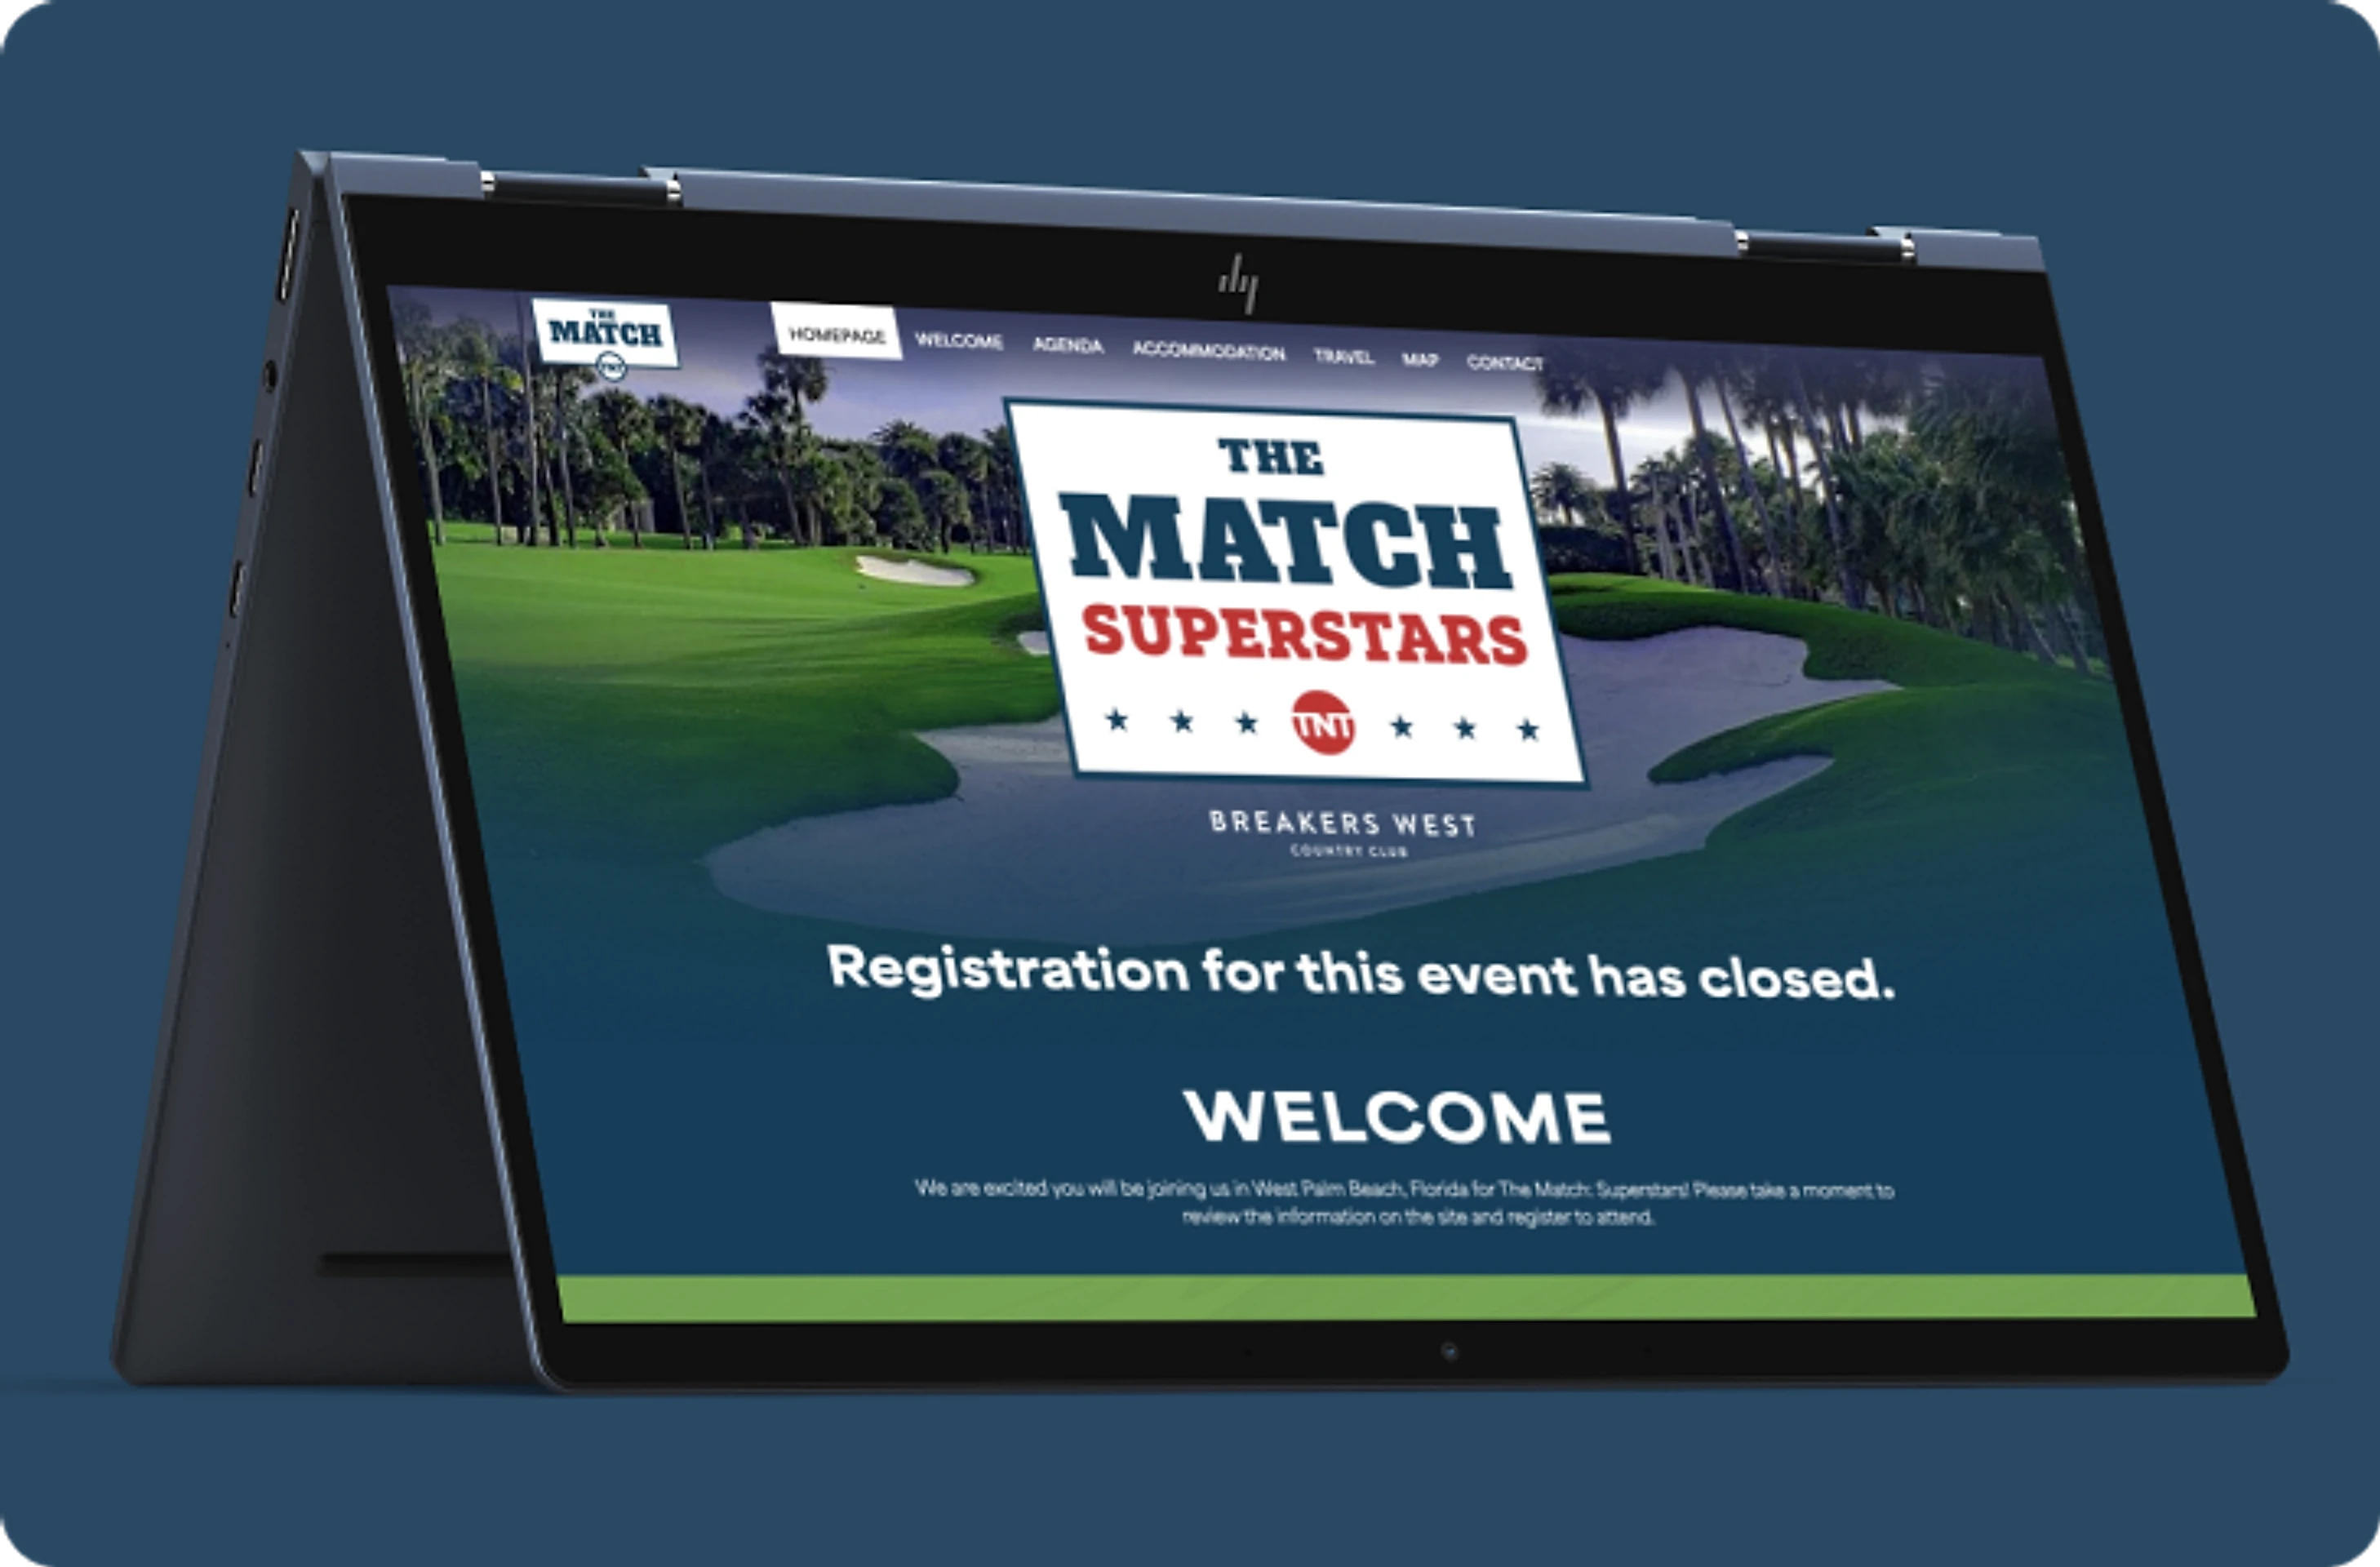 hp
THE
MATCH
TNT
HOMEPAGE WELCOME AGENDA ACCOMMODATION TRAVEL MAP CONTACT
THE
MATCH
SUPERSTARS
TNT
BREAKERS WEST
COUNTRY CLUB
Registration for this event has closed.
WELCOME
We are excited you will be joining us in West Palm Beach, Florida for The Match: Superstars! Please take a moment to
review the information on the site and register to attend.